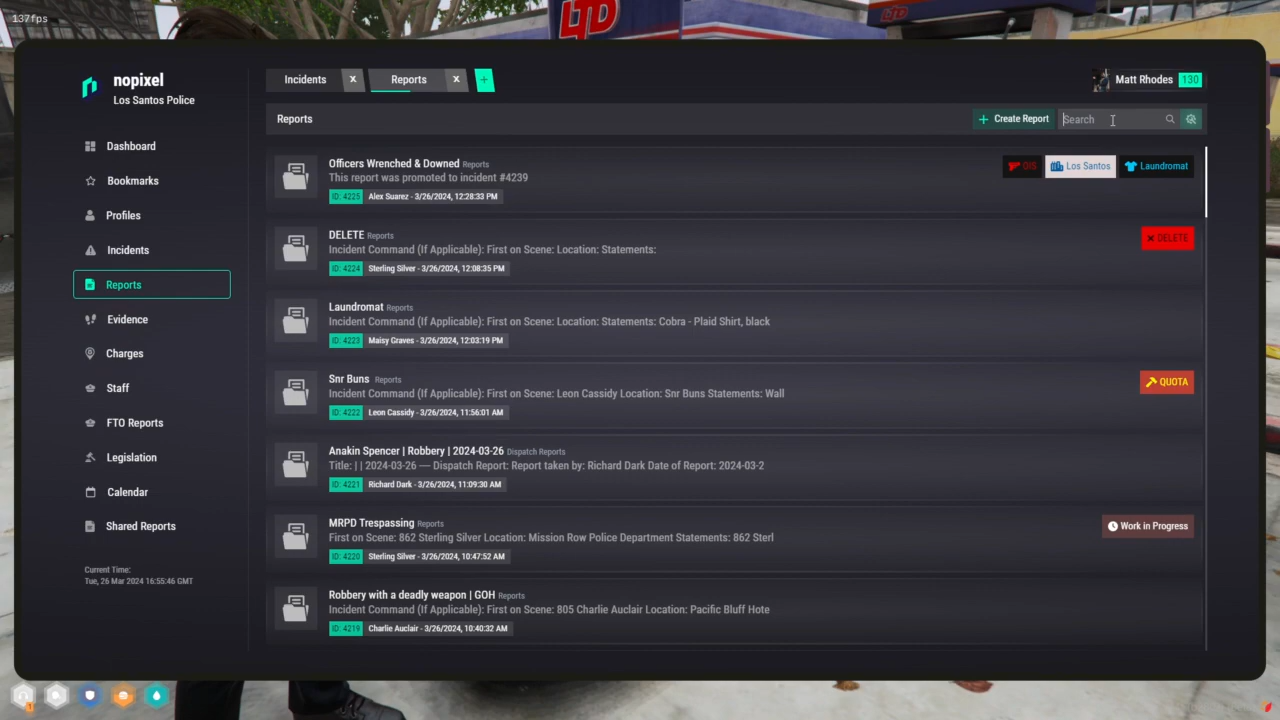 137fps
LTD
LTD
nopixel
Los Santos Police
Incidents x Reports x +
Matt Rhodes 130
Reports
+ Create Report
Search
Dashboard
Bookmarks
Profiles
Incidents
Reports
Evidence
Charges
Staff
FTO Reports
Legislation
Calendar
Shared Reports
Current Time:
Tue, 26 Mar 2024 16:55:46 GMT
Officers Wrenched & Downed Reports
This report was promoted to incident #4239
ID: 4225 Alex Suarez - 3/26/2024, 12:28:33 PM
OIS Los Santos Laundromat
DELETE Reports
Incident Command (If Applicable): First on Scene: Location: Statements:
ID: 4224 Sterling Silver - 3/26/2024, 12:08:35 PM
DELETE
Laundromat Reports
Incident Command (If Applicable): First on Scene: Location: Statements: Cobra - Plaid Shirt, black
ID: 4223 Maisy Graves - 3/26/2024, 12:03:19 PM
Snr Buns Reports
Incident Command (If Applicable): First on Scene: Leon Cassidy Location: Snr Buns Statements: Wall
ID: 4222 Leon Cassidy - 3/26/2024, 11:56:01 AM
QUOTA
Anakin Spencer | Robbery | 2024-03-26 Dispatch Reports
Title: | | 2024-03-26 — Dispatch Report: Report taken by: Richard Dark Date of Report: 2024-03-2
ID: 4221 Richard Dark - 3/26/2024, 11:09:30 AM
MRPD Trespassing Reports
First on Scene: 862 Sterling Silver Location: Mission Row Police Department Statements: 862 Sterl
ID: 4220 Sterling Silver - 3/26/2024, 10:47:52 AM
Work in Progress
Robbery with a deadly weapon | GOH Reports
Incident Command (If Applicable): First on Scene: 805 Charlie Auclair Location: Pacific Bluff Hote
ID: 4219 Charlie Auclair - 3/26/2024, 10:40:32 AM
1